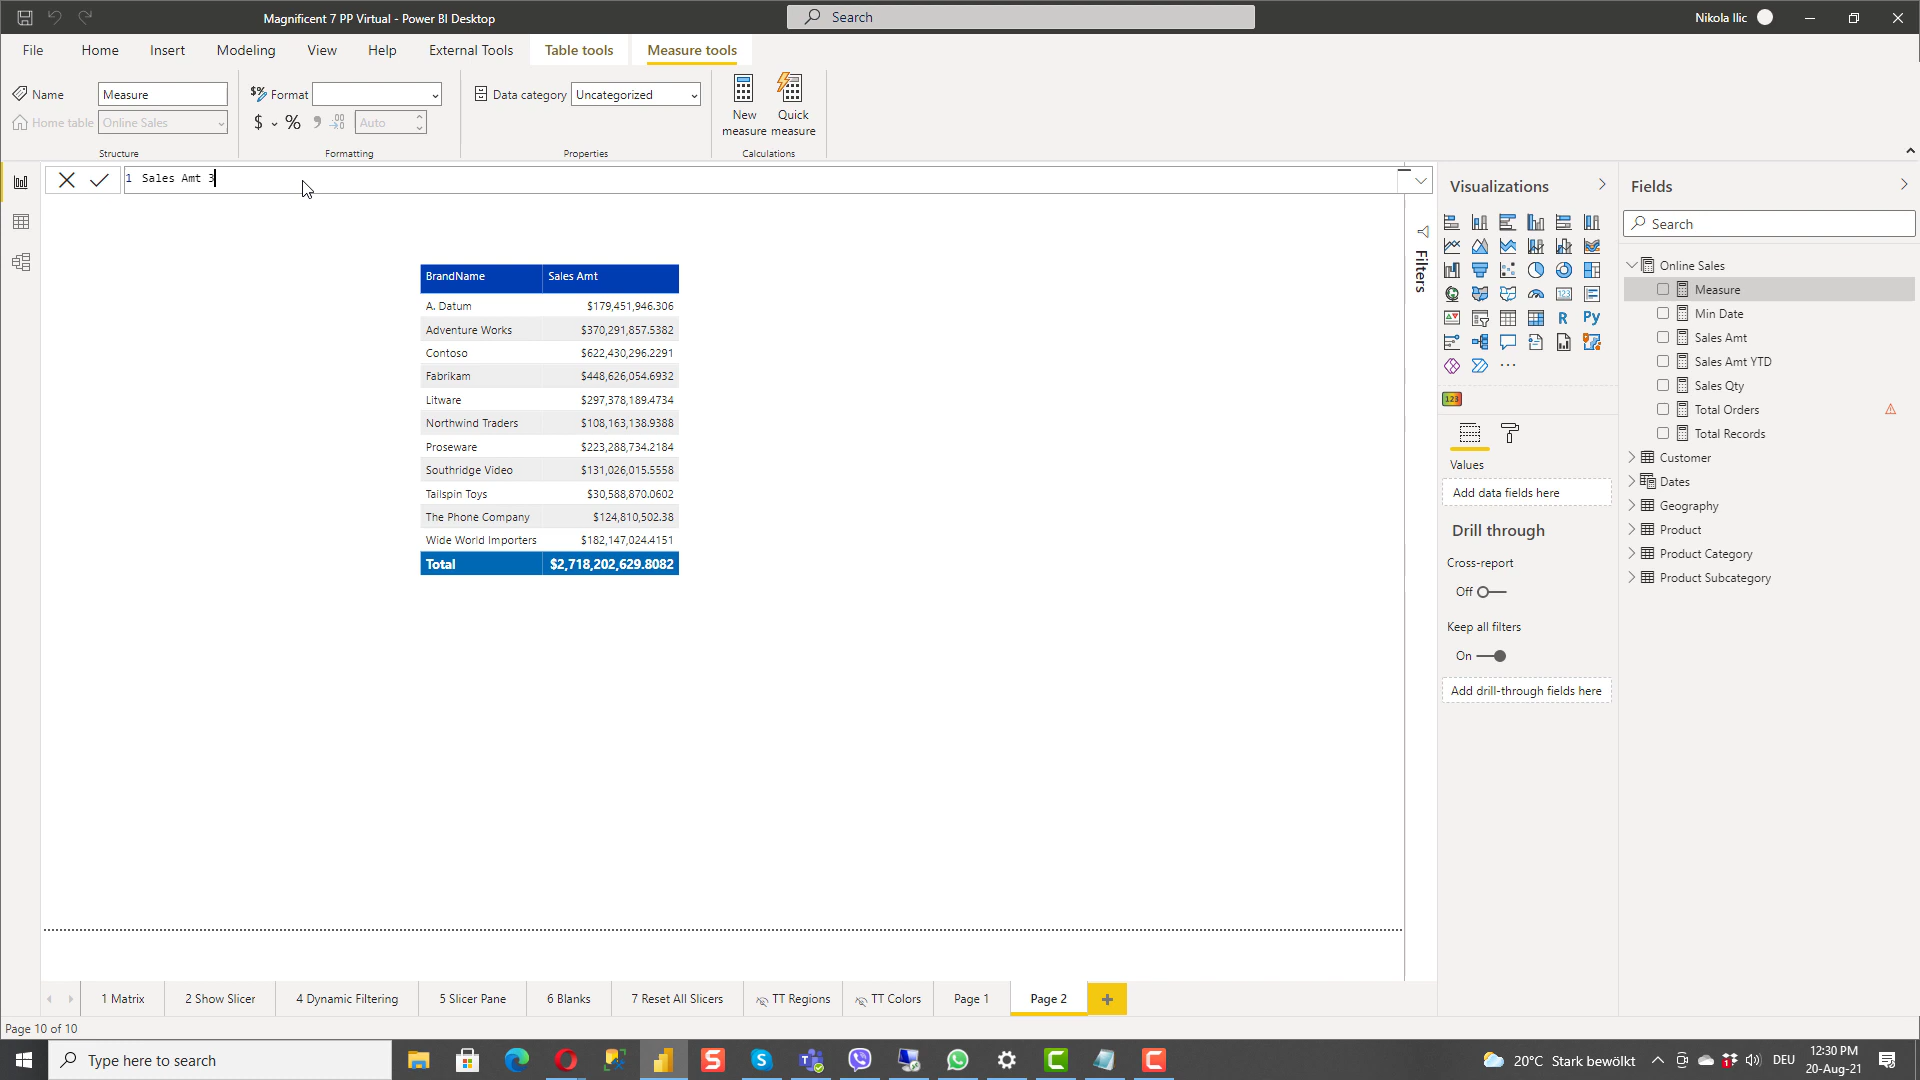 Magnificent 7 PP Virtual - Power BI Desktop
Search
Nikola Ilic
File
Home
Insert
Modeling
View
Help
External Tools
Table tools
Measure tools
Name
Measure
Home table
Online Sales
Structure
$% Format
$
%
Auto
Formatting
Data category
Uncategorized
Properties
New measure
Quick measure
Calculations
1 Sales Amt 3
BrandName Sales Amt
A. Datum $179,451,946.306
Adventure Works $370,291,857.5382
Contoso $622,430,296.2291
Fabrikam $448,626,054.6932
Litware $297,378,189.4734
Northwind Traders $108,163,138.9388
Proseware $223,288,734.2184
Southridge Video $131,026,015.5558
Tailspin Toys $30,588,870.0602
The Phone Company $124,810,502.38
Wide World Importers $182,147,024.4151
Total $2,718,202,629.8082
Filters
Visualizations
R
Py
123
Values
Add data fields here
Drill through
Cross-report
Off
Keep all filters
On
Add drill-through fields here
Fields
Search
Online Sales
Measure
Min Date
Sales Amt
Sales Amt YTD
Sales Qty
Total Orders
Total Records
Customer
Dates
Geography
Product
Product Category
Product Subcategory
1 Matrix
2 Show Slicer
4 Dynamic Filtering
5 Slicer Pane
6 Blanks
7 Reset All Slicers
TT Regions
TT Colors
Page 1
Page 2
Page 10 of 10
Type here to search
20°C Stark bewölkt
DEU
12:30 PM
20-Aug-21